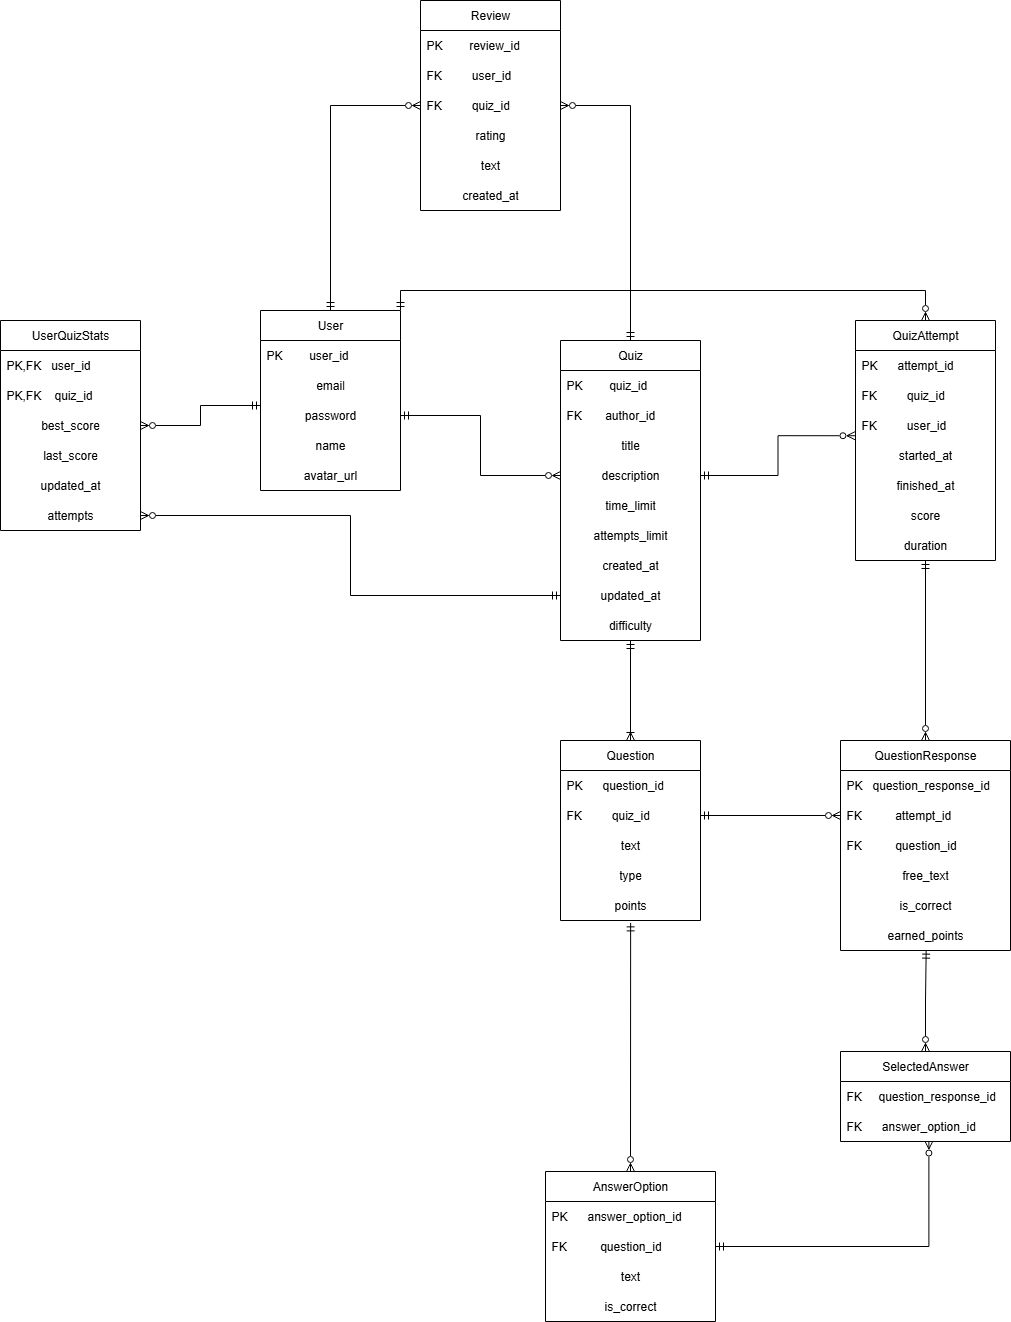 Review
PK review_id
FK user_id
FK quiz_id
rating
text
created_at
UserQuizStats
PK,FK user_id
PK,FK quiz_id
best_score
last_score
updated_at
attempts
User
PK user_id
email
password
name
avatar_url
Quiz
PK quiz_id
FK author_id
title
description
time_limit
attempts_limit
created_at
updated_at
difficulty
QuizAttempt
PK attempt_id
FK quiz_id
FK user_id
started_at
finished_at
score
duration
Question
PK question_id
FK quiz_id
text
type
points
QuestionResponse
PK question_response_id
FK attempt_id
FK question_id
free_text
is_correct
earned_points
SelectedAnswer
FK question_response_id
FK answer_option_id
AnswerOption
PK answer_option_id
FK question_id
text
is_correct